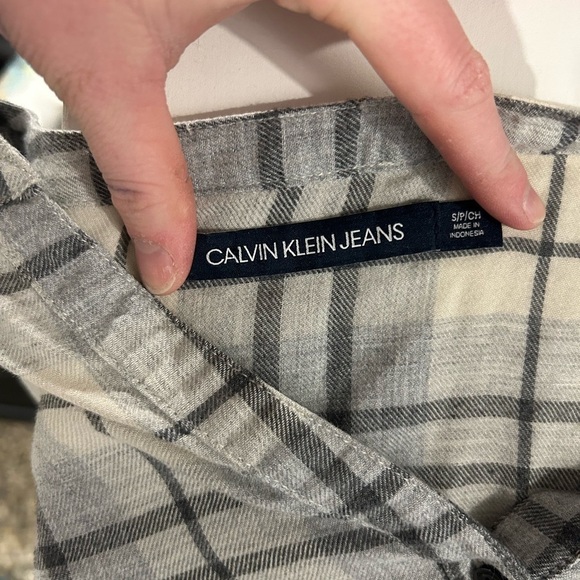 CALVIN KLEIN JEANS
S/P/CH
MADE IN
INDONESIA